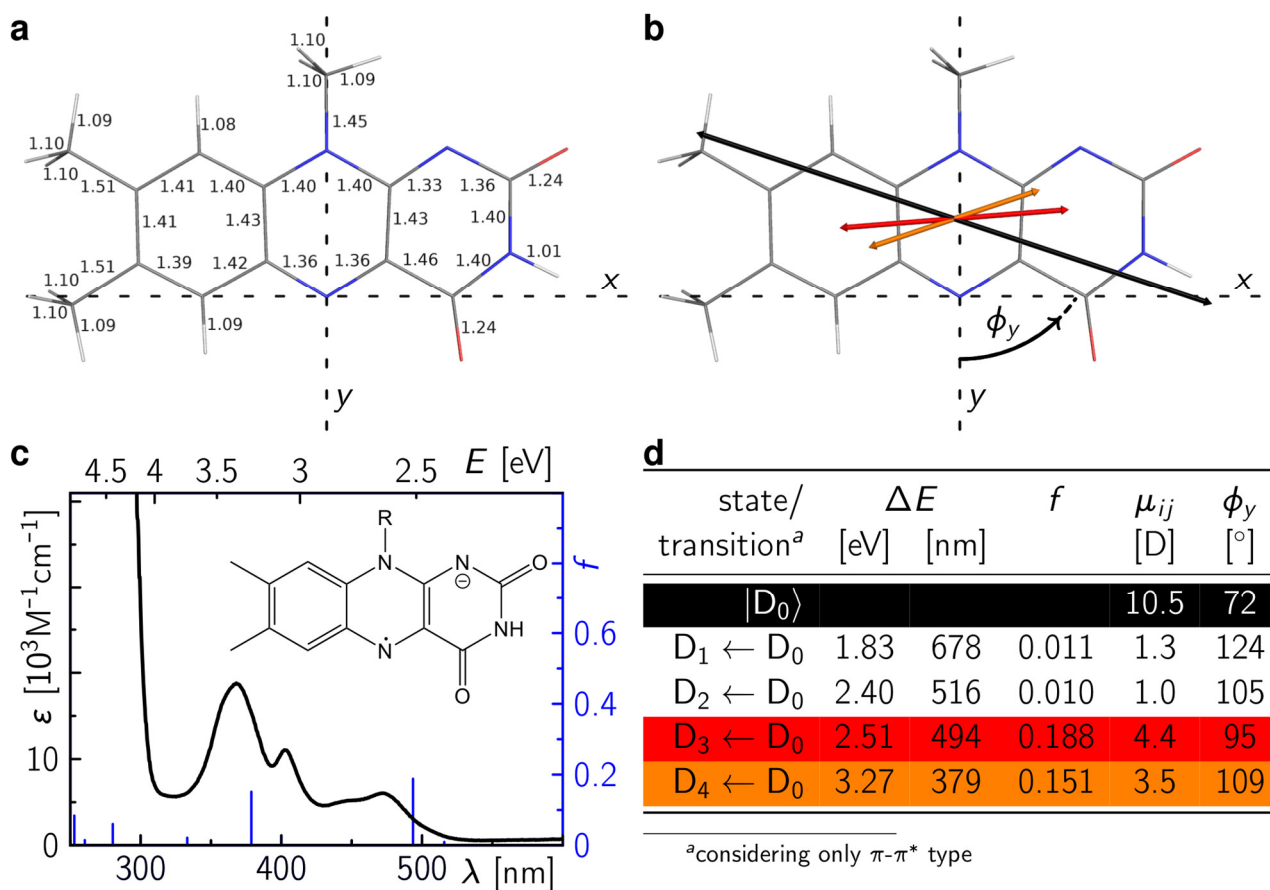 a
1.10
1.10 1.09
1.45
1.09
1.10
1.10
1.08
1.51 1.41 1.40 1.40 1.40 1.33 1.36 1.24
1.41 1.43 1.43 1.40
1.51 1.39 1.42 1.36 1.36 1.46 1.40 1.01
1.10
1.10
1.09 1.09 1.24
x
y
b
x
ϕy
y
c
4.5 4 3.5 3 2.5 E [eV]
ε [10³M⁻¹cm⁻¹]
10
0
300 400 500 λ [nm]
f
0.6
0.4
0.2
0
R
N N O
⊖
N NH
O
d
state/ ΔE f μij ϕy
transitionᵃ [eV] [nm] [D] [°]
|D₀⟩ 10.5 72
D₁ ← D₀ 1.83 678 0.011 1.3 124
D₂ ← D₀ 2.40 516 0.010 1.0 105
D₃ ← D₀ 2.51 494 0.188 4.4 95
D₄ ← D₀ 3.27 379 0.151 3.5 109
ᵃconsidering only π-π* type